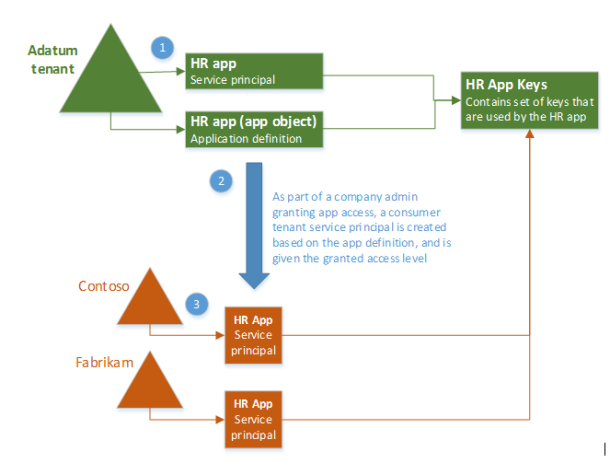 Adatum
tenant
1
HR app
Service principal
HR app (app object)
Application definition
HR App Keys
Contains set of keys that
are used by the HR app
2
As part of a company admin
granting app access, a consumer
tenant service principal is created
based on the app definition, and is
given the granted access level
Contoso
3
HR App
Service
principal
Fabrikam
HR App
Service
principal